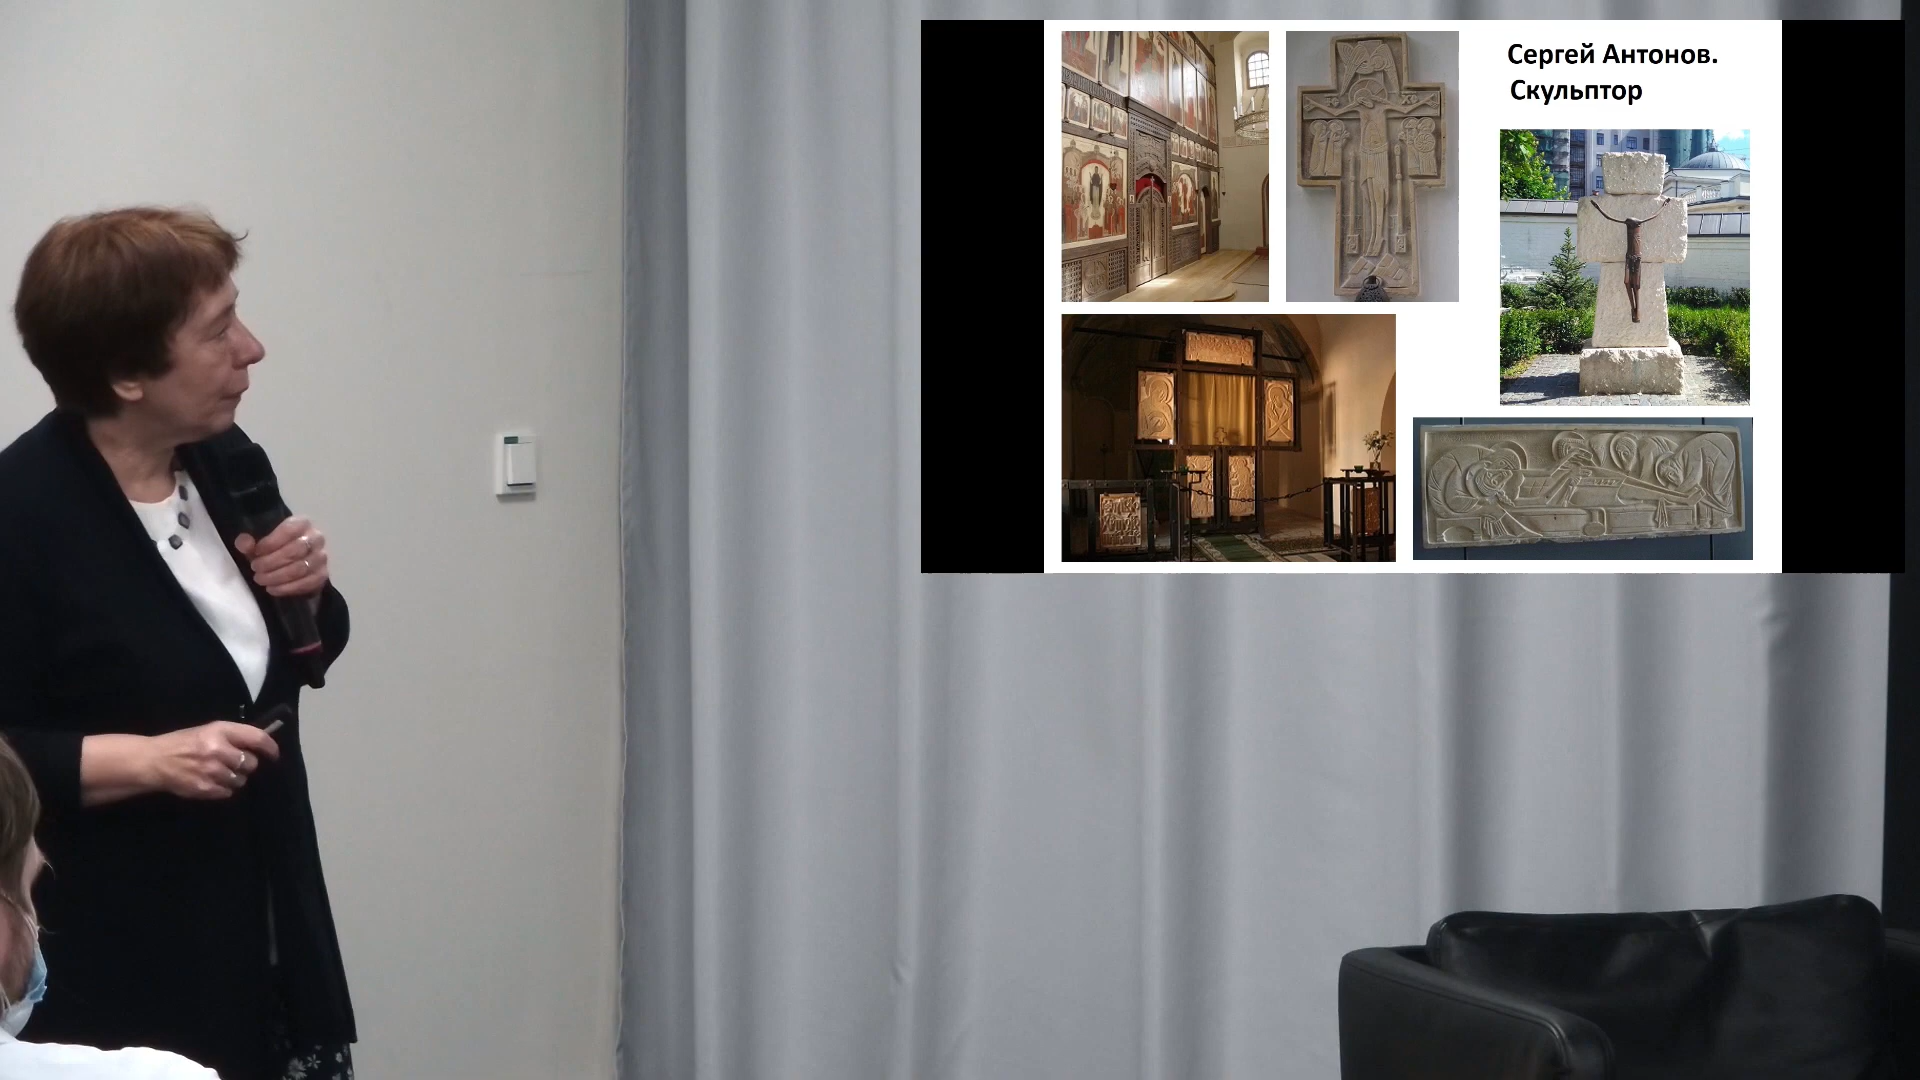 Сергей Антонов.
Скульптор